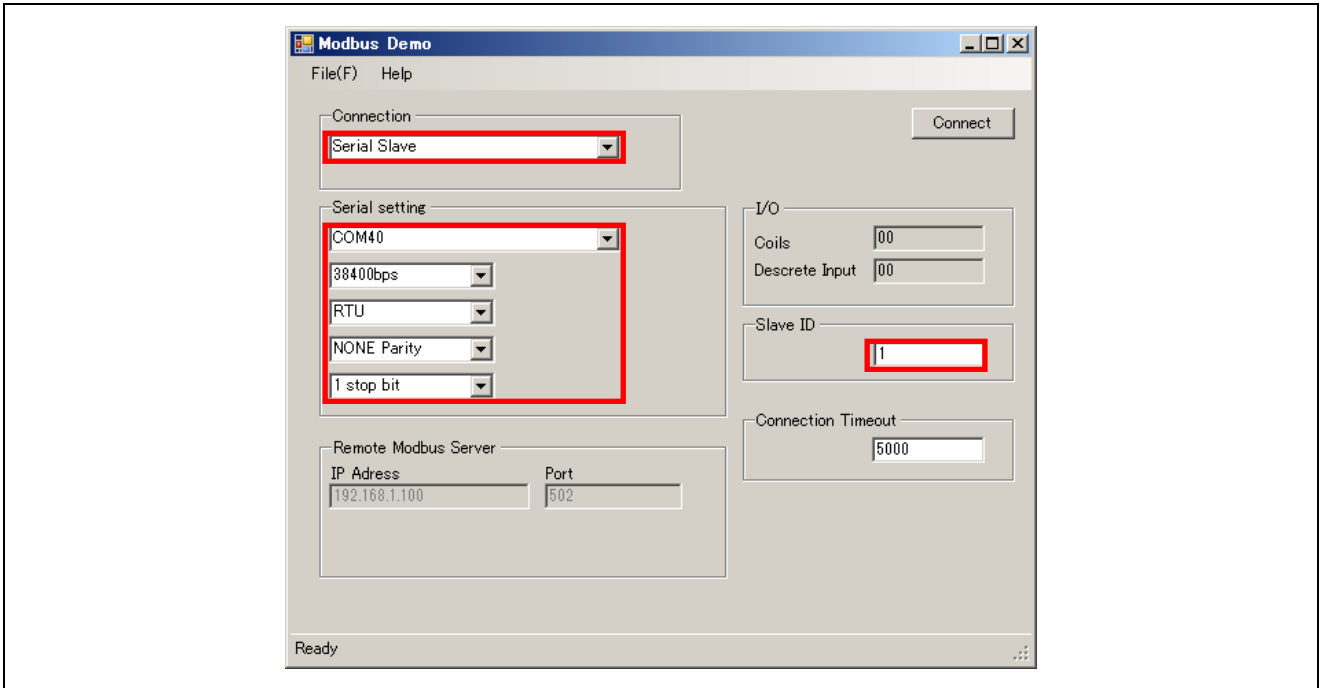 Modbus Demo
File(F) Help
Connection
Serial Slave
Connect
Serial setting
COM40
38400bps
RTU
NONE Parity
1 stop bit
I/O
Coils 00
Descrete Input 00
Slave ID
1
Connection Timeout
5000
Remote Modbus Server
IP Adress Port
192.168.1.100 502
Ready